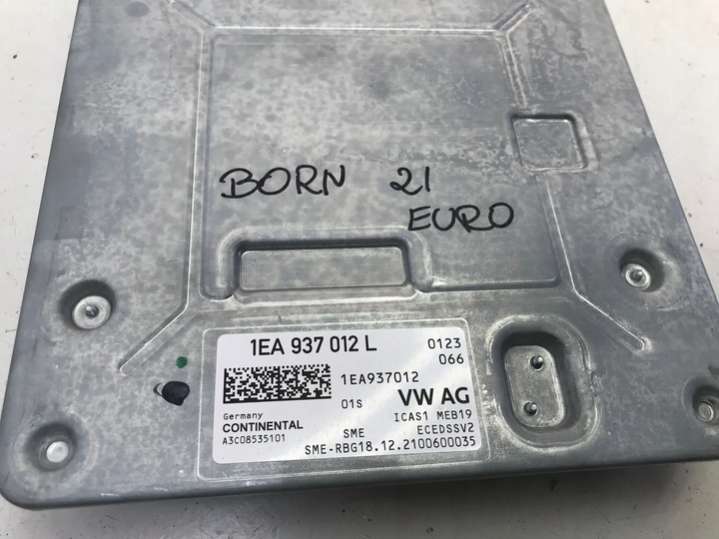 BORN 21
EURO
1EA 937 012 L
0123
066
1EA937012
01S
VW AG
Germany
ICAS1 MEB19
CONTINENTAL
SME
ECEDSSV2
A3C08535101
SME-RBG18.12.2100600035